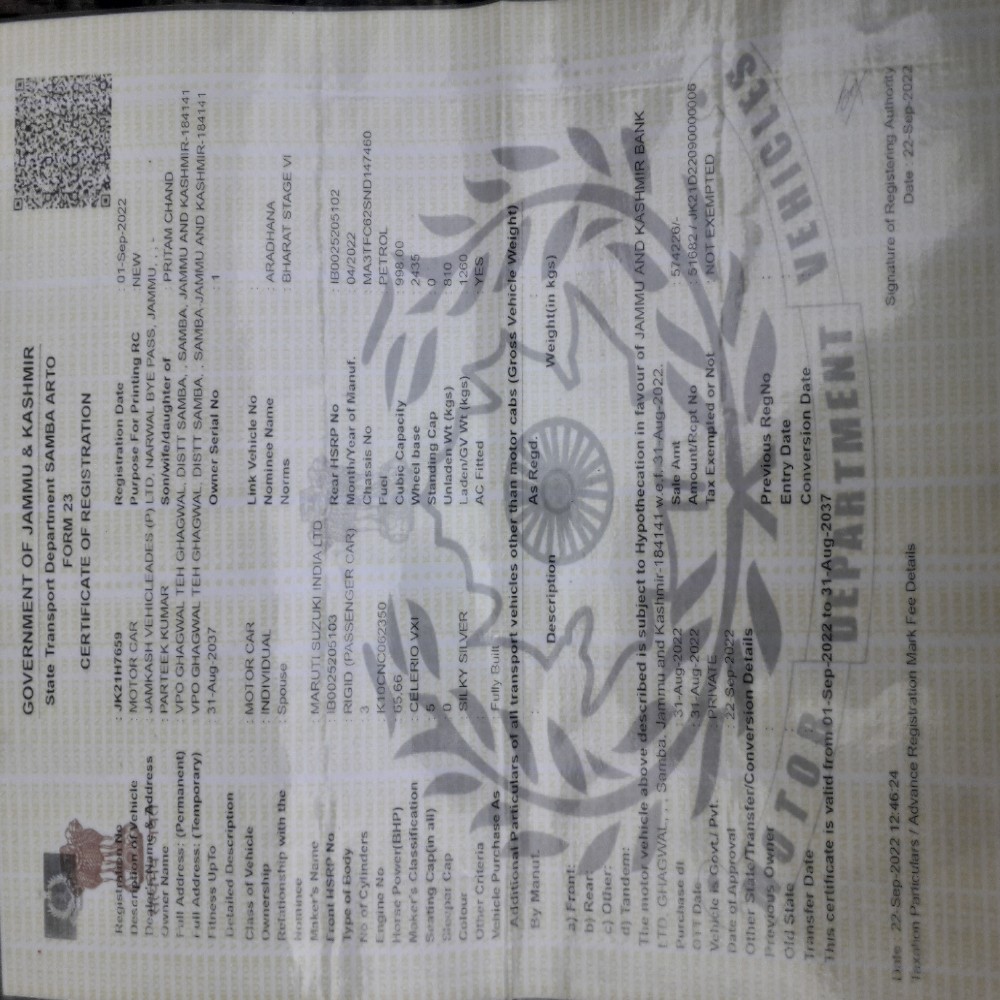 GOVERNMENT OF JAMMU & KASHMIR
State Transport Department SAMBA ARTO
FORM 23
CERTIFICATE OF REGISTRATION
Registration No : JK21H7659 Registration Date : 01-Sep-2022
Description of Vehicle : MOTOR CAR Purpose For Printing RC : NEW
Dealer Name & Address : JAMKASH VEHICLEADES (P) LTD. NARWAL BYE PASS, JAMMU, . .
Owner Name : PARTEEK KUMAR Son/wife/daughter of : PRITAM CHAND
Full Address: (Permanent) : VPO GHAGWAL TEH GHAGWAL, DISTT SAMBA, . SAMBA, JAMMU AND KASHMIR-184141
Full Address: (Temporary) : VPO GHAGWAL TEH GHAGWAL, DISTT SAMBA, . SAMBA, JAMMU AND KASHMIR-184141
Fitness UpTo : 31-Aug-2037 Owner Serial No : 1
Detailed Description
Class of Vehicle : MOTOR CAR Link Vehicle No :
Ownership : INDIVIDUAL Nominee Name : ARADHANA
Relationship with the : Spouse Norms : BHARAT STAGE VI
Nominee
Maker's Name : MARUTI SUZUKI INDIA LTD
Front HSRP No : IB0025205103 Rear HSRP No : IB0025205102
Type of Body : RIGID (PASSENGER CAR) Month/Year of Manuf. : 04/2022
No of Cylinders : 3 Chassis No : MA3TFC62SND147460
Engine No : K10CNC062350 Fuel : PETROL
Horse Power(BHP) : 65.66 Cubic Capacity : 998.00
Maker's Classification : CELERIO VXI Wheel base : 2435
Seating Cap(in all) : 5 Standing Cap : 0
Sleeper Cap : 0 Unladen Wt (kgs) : 810
Colour : SILKY SILVER Laden/GV Wt (kgs) : 1260
Other Criteria : AC Fitted : YES
Vehicle Purchase As : Fully Built
Additional Particulars of all transport vehicles other than motor cabs (Gross Vehicle Weight)
By Manuf. As Regd.
Description Weight(in kgs)
a) Front:
b) Rear:
c) Other:
d) Tandem:
The motor vehicle above described is subject to Hypothecation in favour of JAMMU AND KASHMIR BANK
LTD, GHAGWAL, , . Samba, Jammu and Kashmir-184141 w.e.f. 31-Aug-2022.
Purchase dt : 31-Aug-2022 Sale Amt : 574226/-
OTT Date : 31-Aug-2022 Amount/Rcpt No : 51682 / JK21D22090000006
Vehicle is Govt./ Pvt. : PRIVATE Tax Exempted or Not : NOT EXEMPTED
Date of Approval : 22-Sep-2022
Other State/Transfer/Conversion Details
Previous Owner Previous RegNo :
Old State Entry Date
Transfer Date Conversion Date
This certificate is valid from 01-Sep-2022 to 31-Aug-2037
Signature of Registering Authority
Date : 22-Sep-2022 12:46:24 Date : 22-Sep-2022
Taxation Particulars / Advance Registration Mark Fee Details
MOTOR VEHICLES DEPARTMENT